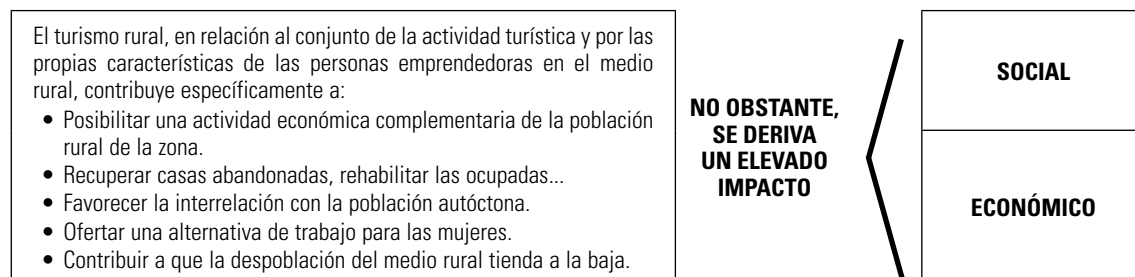 El turismo rural, en relación al conjunto de la actividad turística y por las
propias características de las personas emprendedoras en el medio
rural, contribuye específicamente a:
• Posibilitar una actividad económica complementaria de la población
rural de la zona.
• Recuperar casas abandonadas, rehabilitar las ocupadas...
• Favorecer la interrelación con la población autóctona.
• Ofertar una alternativa de trabajo para las mujeres.
• Contribuir a que la despoblación del medio rural tienda a la baja.
NO OBSTANTE,
SE DERIVA
UN ELEVADO
IMPACTO
SOCIAL
ECONÓMICO